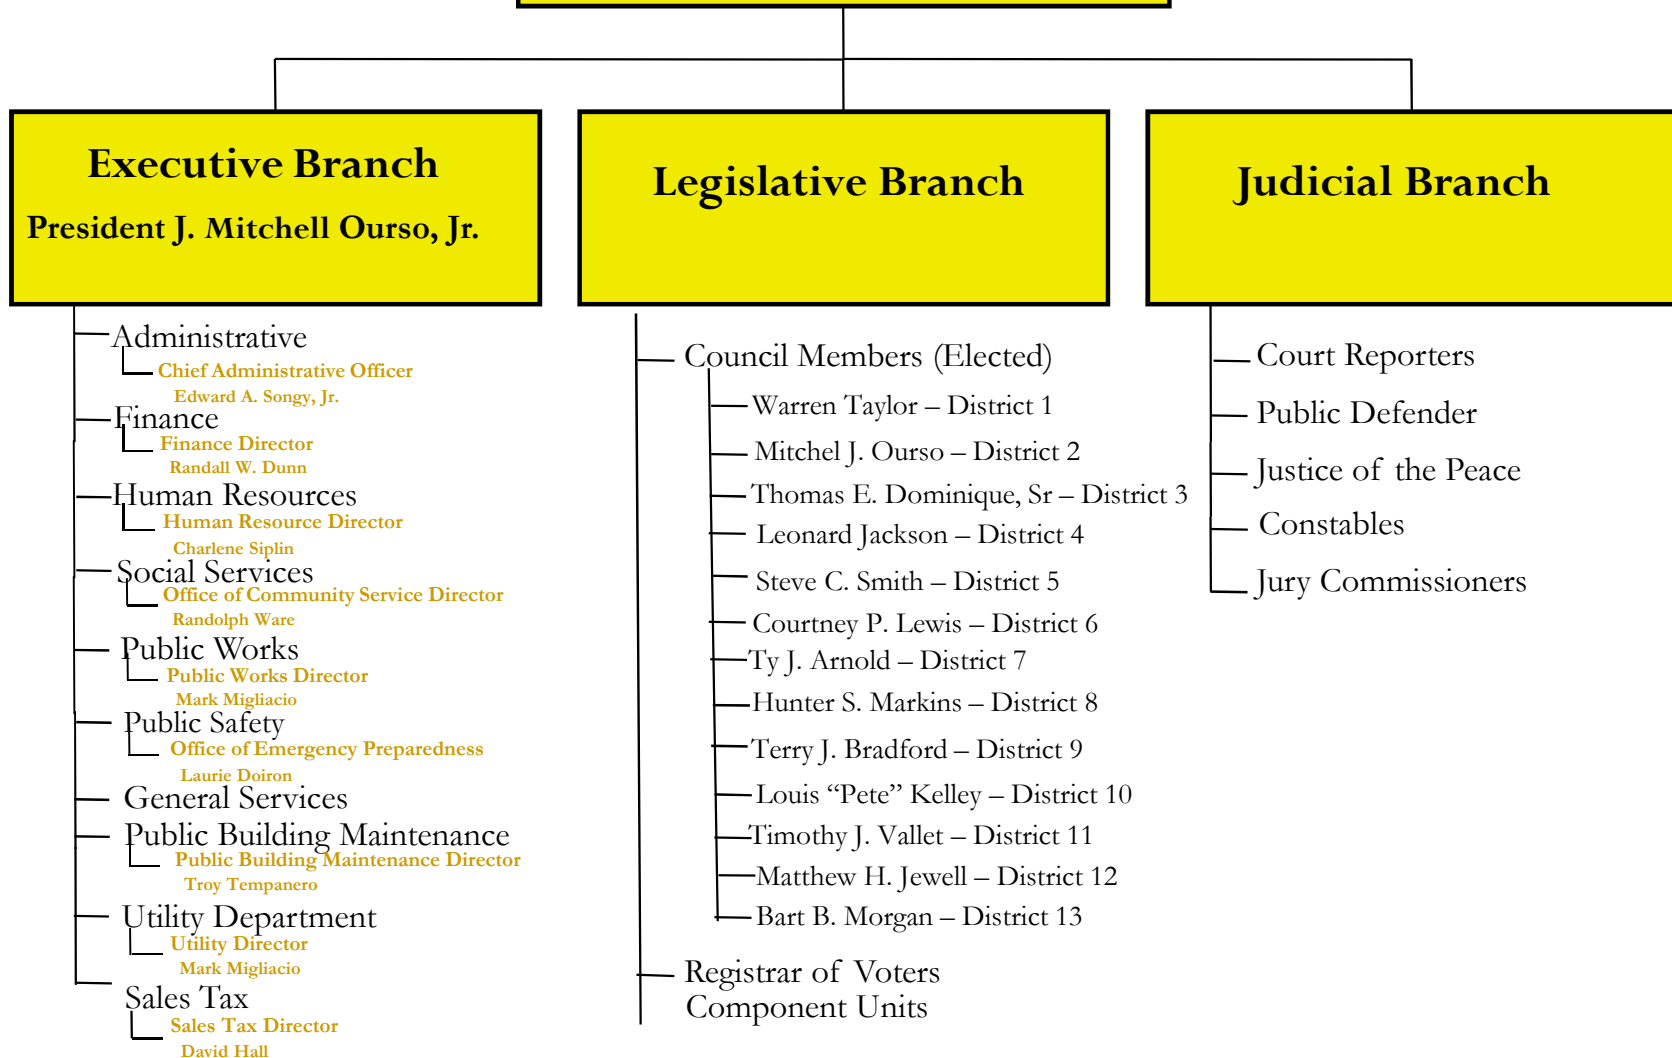 Executive Branch
President J. Mitchell Ourso, Jr.
Administrative
Chief Administrative Officer
Edward A. Songy, Jr.
Finance
Finance Director
Randall W. Dunn
Human Resources
Human Resource Director
Charlene Siplin
Social Services
Office of Community Service Director
Randolph Ware
Public Works
Public Works Director
Mark Migliacio
Public Safety
Office of Emergency Preparedness
Laurie Doiron
General Services
Public Building Maintenance
Public Building Maintenance Director
Troy Tempanero
Utility Department
Utility Director
Mark Migliacio
Sales Tax
Sales Tax Director
David Hall
Legislative Branch
Council Members (Elected)
Warren Taylor – District 1
Mitchel J. Ourso – District 2
Thomas E. Dominique, Sr – District 3
Leonard Jackson – District 4
Steve C. Smith – District 5
Courtney P. Lewis – District 6
Ty J. Arnold – District 7
Hunter S. Markins – District 8
Terry J. Bradford – District 9
Louis “Pete” Kelley – District 10
Timothy J. Vallet – District 11
Matthew H. Jewell – District 12
Bart B. Morgan – District 13
Registrar of Voters
Component Units
Judicial Branch
Court Reporters
Public Defender
Justice of the Peace
Constables
Jury Commissioners